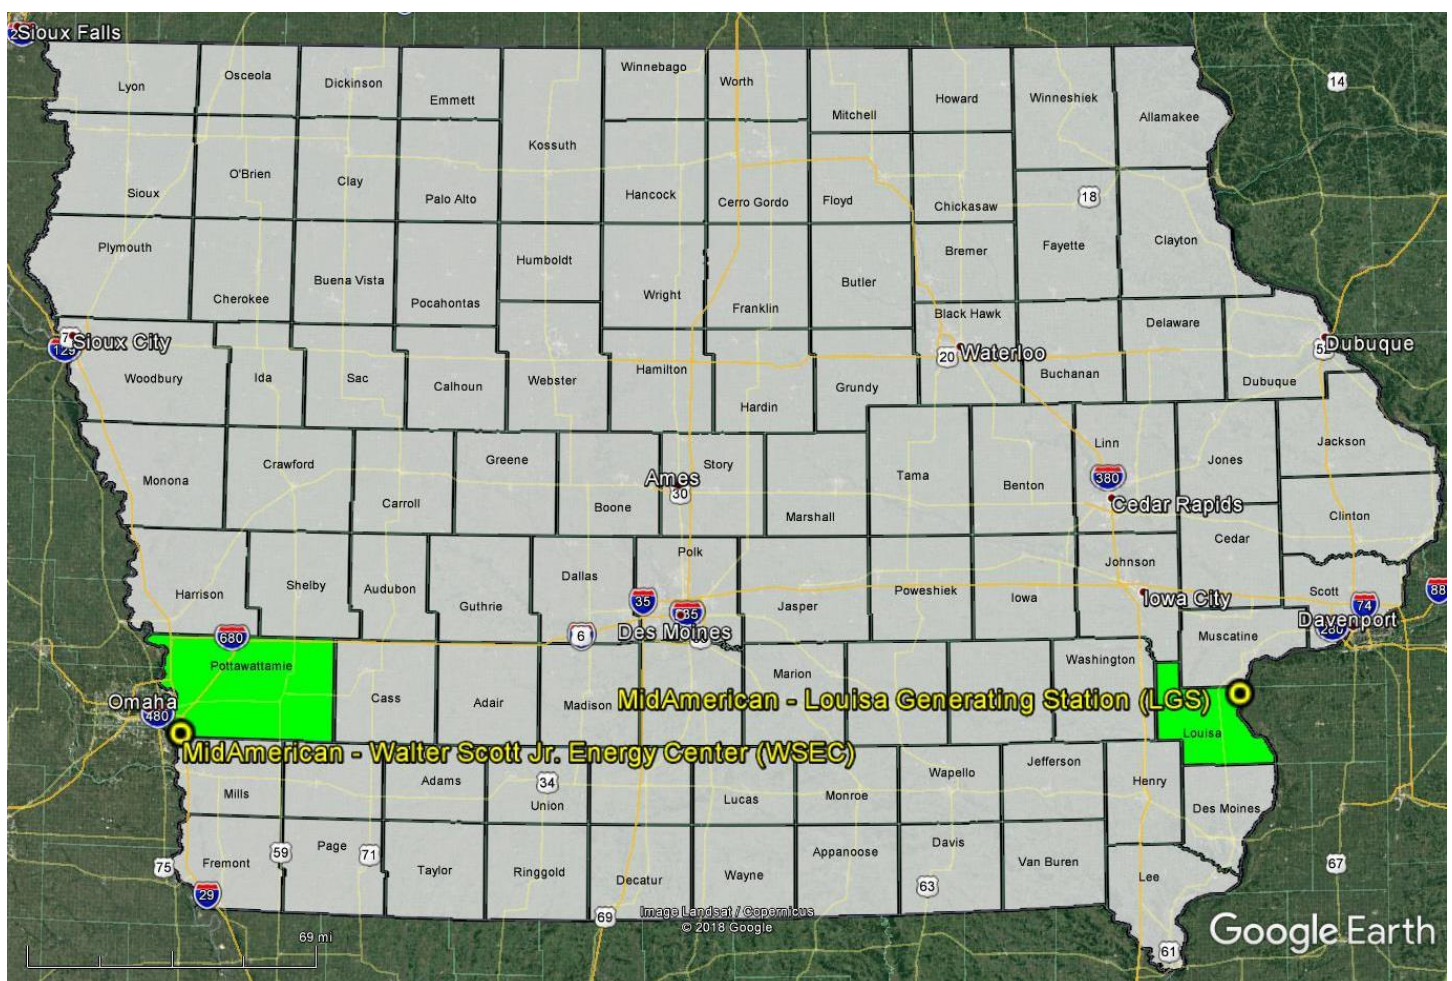 Sioux Falls
Lyon
Osceola
Dickinson
Emmett
Kossuth
Winnebago
Worth
Mitchell
Howard
Winneshiek
Allamakee
14
Sioux
O'Brien
Clay
Palo Alto
Hancock
Cerro Gordo
Floyd
Chickasaw
18
Plymouth
Cherokee
Buena Vista
Pocahontas
Humboldt
Wright
Franklin
Butler
Bremer
Fayette
Clayton
Black Hawk
Delaware
129
Sioux City
20
Waterloo
Dubuque
Woodbury
Ida
Sac
Calhoun
Webster
Hamilton
Hardin
Grundy
Buchanan
Dubuque
Monona
Crawford
Carroll
Greene
Boone
Ames
30
Story
Marshall
Tama
Benton
Linn
380
Cedar Rapids
Jones
Jackson
Clinton
Cedar
Harrison
Shelby
Audubon
Guthrie
Dallas
Polk
35
Des Moines
6
Jasper
Poweshiek
Iowa
Johnson
Iowa City
Scott
74
88
Davenport
280
Muscatine
680
Pottawattamie
Omaha
480
Cass
Adair
Madison
Marion
Washington
MidAmerican - Louisa Generating Station (LGS)
Louisa
MidAmerican - Walter Scott Jr. Energy Center (WSEC)
Mills
Adams
34
Union
Lucas
Monroe
Wapello
Jefferson
Henry
Des Moines
75
Fremont
59
Page
71
29
Taylor
Ringgold
Decatur
69
Wayne
Appanoose
Davis
63
Van Buren
Lee
67
61
69 mi
Image Landsat / Copernicus
© 2018 Google
Google Earth